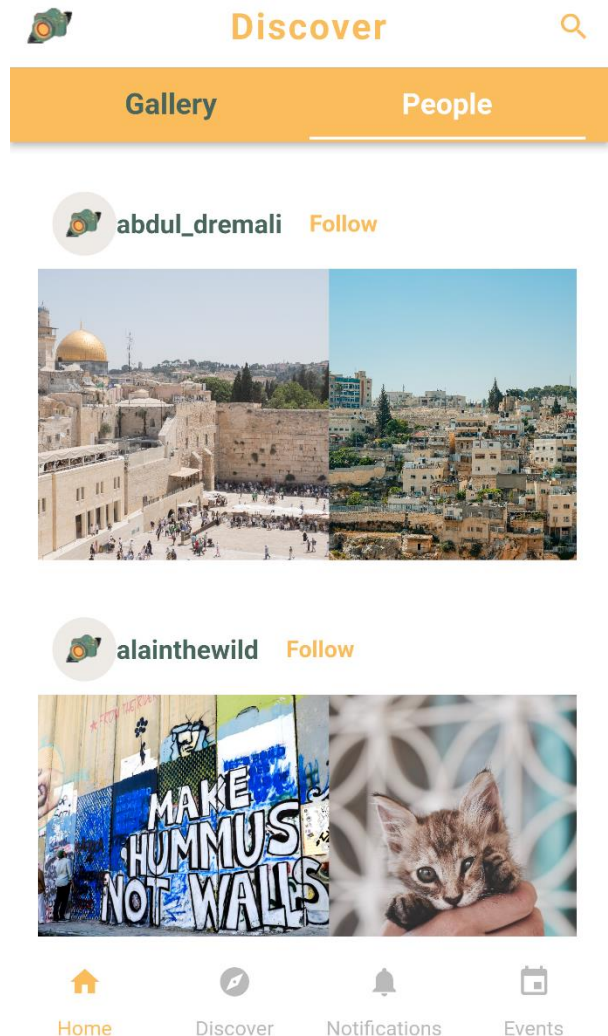 Discover
Gallery
People
abdul_dremali
Follow
alainthewild
Follow
MAKE
HUMMUS
NOT WALLS
Home
Discover
Notifications
Events